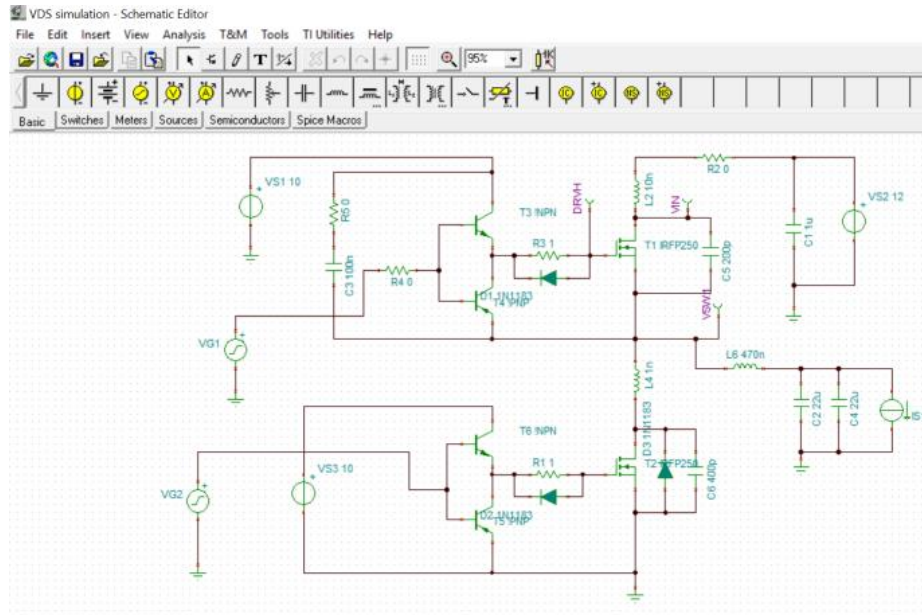 VDS simulation - Schematic Editor
File Edit Insert View Analysis T&M Tools TI Utilities Help
95%
Basic Switches Meters Sources Semiconductors Spice Macros
VS1 10
R5 0
C3 100n
R4 0
VG1
T3 !NPN
D1 1N1183
T4 !PNP
R3 1
DRVH
L2 10n
VIN
T1 IRFP250
C5 200p
VSW1
R2 0
C1 1u
VS2 12
L6 470n
C2 22u
C4 22u
IS
L4 1n
VG2
VS3 10
T6 !NPN
D2 1N1183
T5 !PNP
R1 1
D3 1N1183
T2 IRFP250
C6 400p